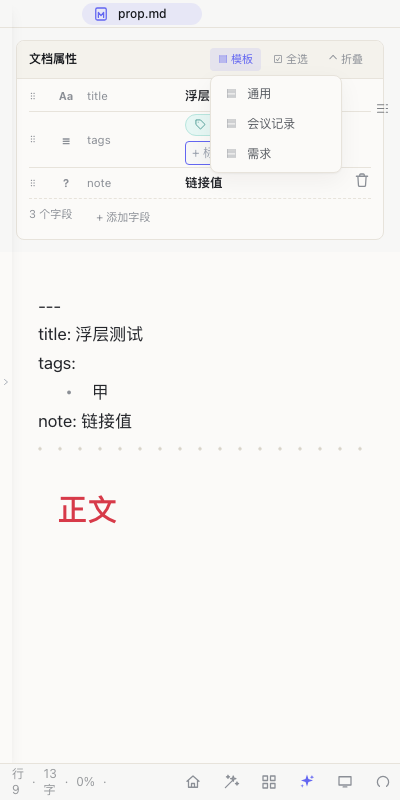 prop.md
文档属性 模板 全选 折叠
通用
会议记录
需求
Aa title 浮层
tags
+
? note 链接值
3 个字段 + 添加字段
---
title: 浮层测试
tags:
• 甲
note: 链接值
正文
行 9 · 13 字 · 0% ·